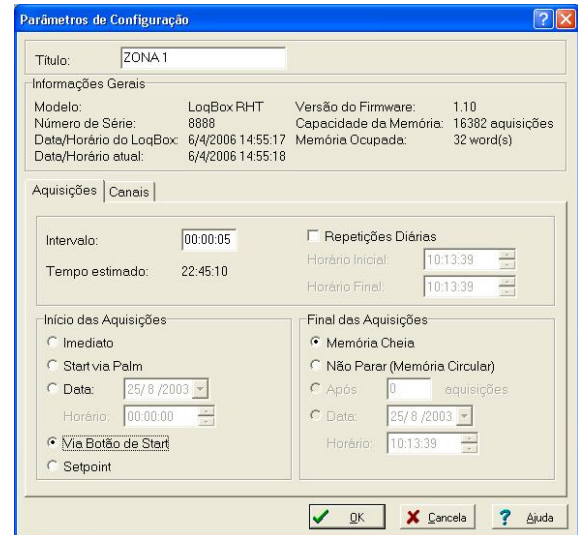 Parâmetros de Configuração
Título: ZONA 1
Informações Gerais
Modelo: LogBox RHT Versão do Firmware: 1.10
Número de Série: 8888 Capacidade da Memória: 16382 aquisições
Data/Horário do LogBox: 6/4/2006 14:55:17 Memória Ocupada: 32 word(s)
Data/Horário atual: 6/4/2006 14:55:18
Aquisições Canais
Intervalo: 00:00:05 Repetições Diárias
Horário Inicial: 10:13:39
Tempo estimado: 22:45:10
Horário Final: 10:13:39
Início das Aquisições
Imediato
Start via Palm
Data: 25/ 8 /2003
Horário: 00:00:00
Via Botão de Start
Setpoint
Final das Aquisições
Memória Cheia
Não Parar (Memória Circular)
Após 0 aquisições
Data: 25/ 8 /2003
Horário: 10:13:39
OK Cancela ? Ajuda